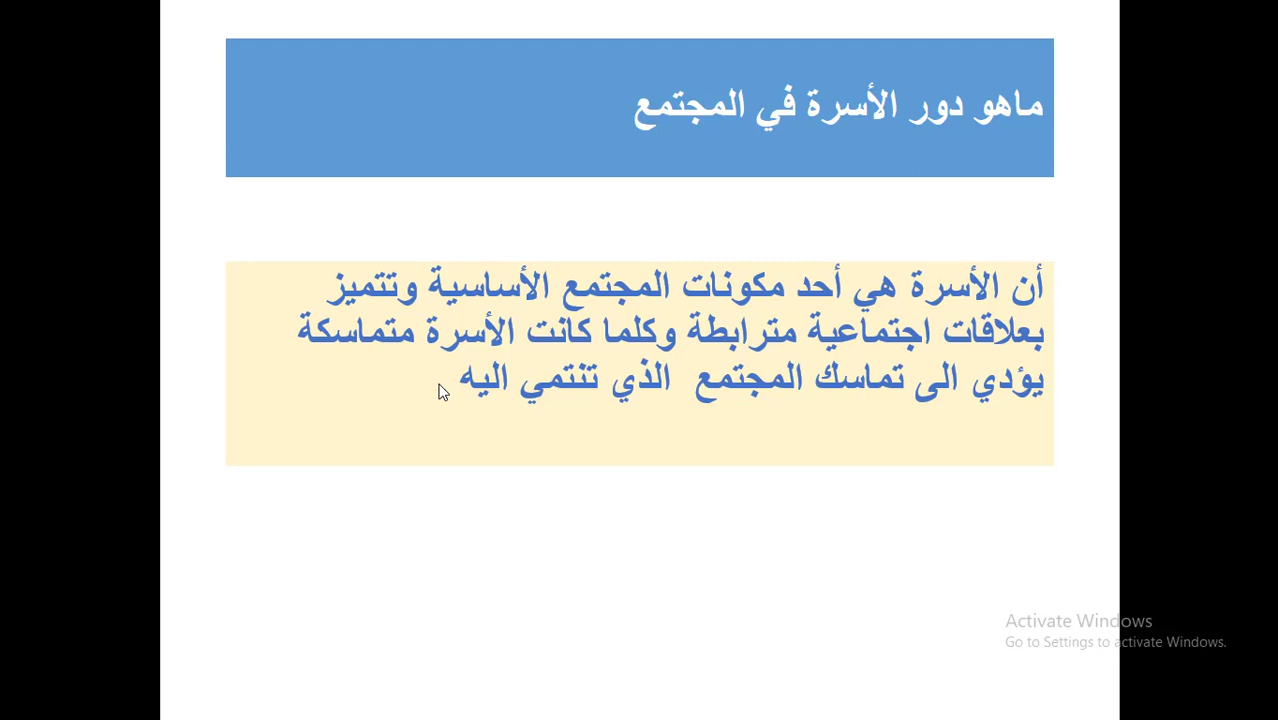 ماهو دور الأسرة في المجتمع
أن الأسرة هي أحد مكونات المجتمع الأساسية وتتميز
بعلاقات اجتماعية مترابطة وكلما كانت الأسرة متماسكة
يؤدي الى تماسك المجتمع الذي تنتمي اليه
Activate Windows
Go to Settings to activate Windows.